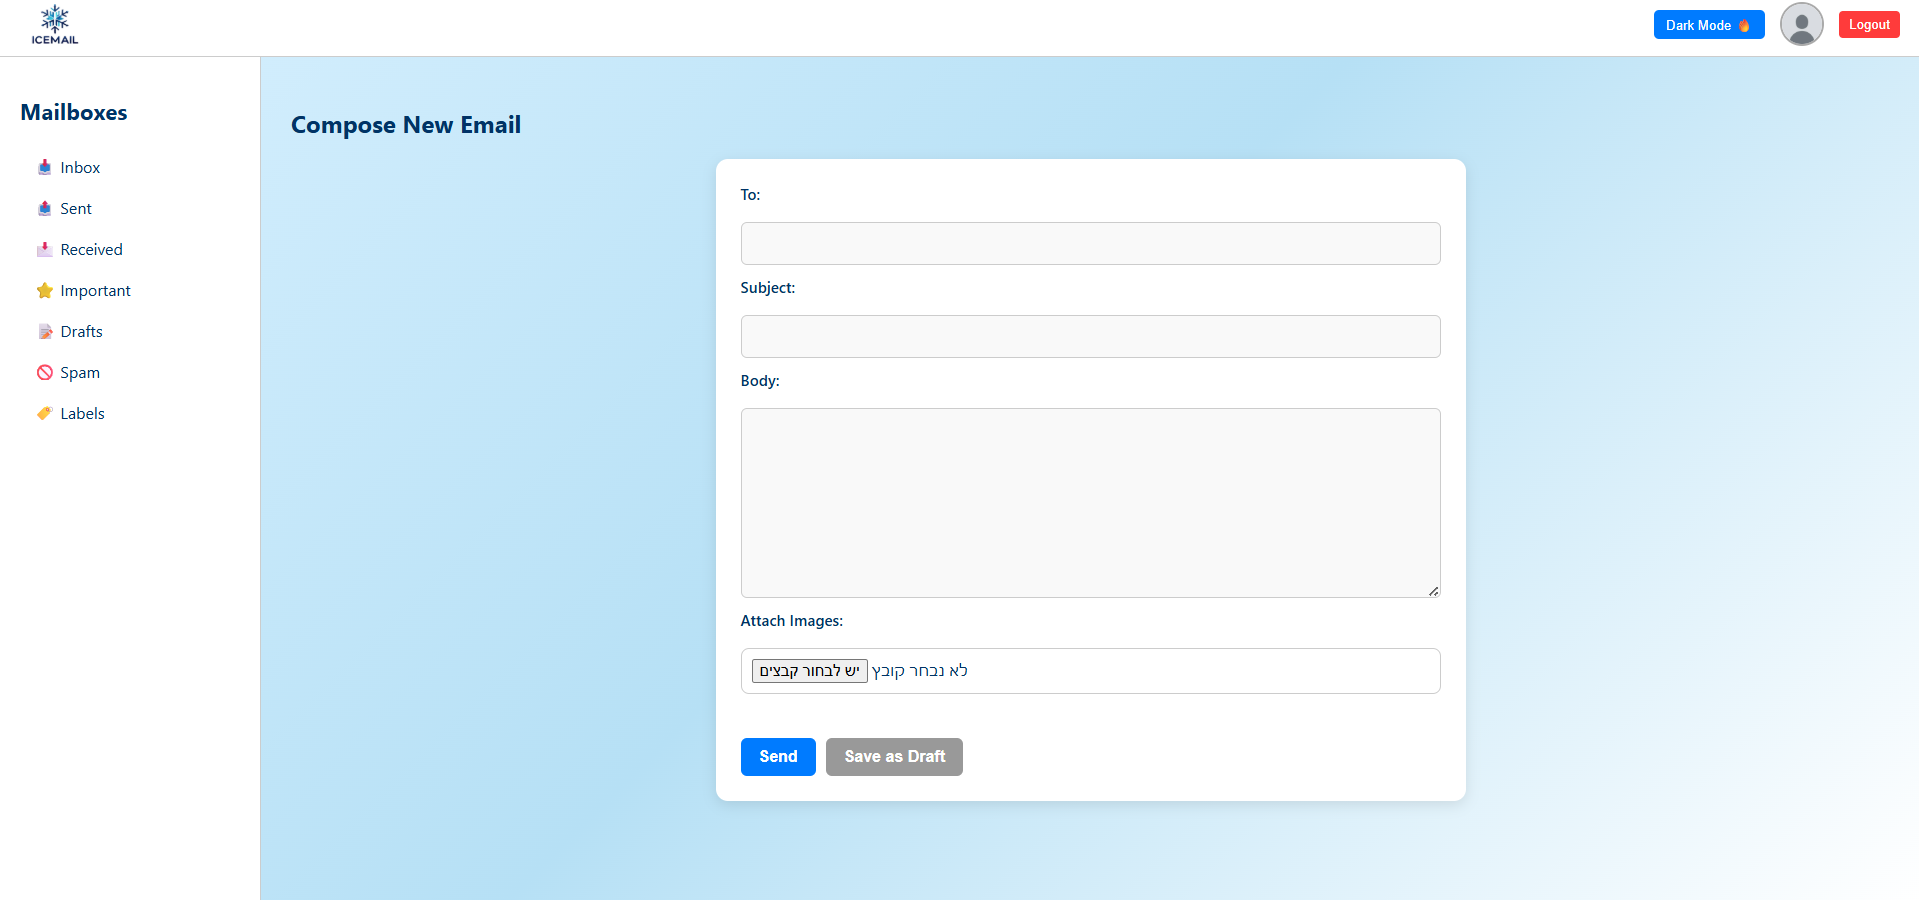 ICEMAIL
Dark Mode 🔥
Logout
Mailboxes
Inbox
Sent
Received
Important
Drafts
Spam
Labels
Compose New Email
To:
Subject:
Body:
Attach Images:
יש לבחור קבצים לא נבחר קובץ
Send
Save as Draft